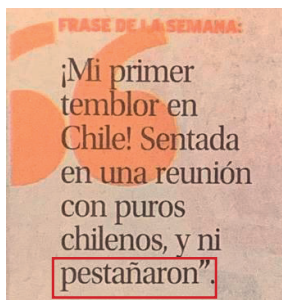 FRASE DE LA SEMANA:
¡Mi primer
temblor en
Chile! Sentada
en una reunión
con puros
chilenos, y ni
pestañaron”.